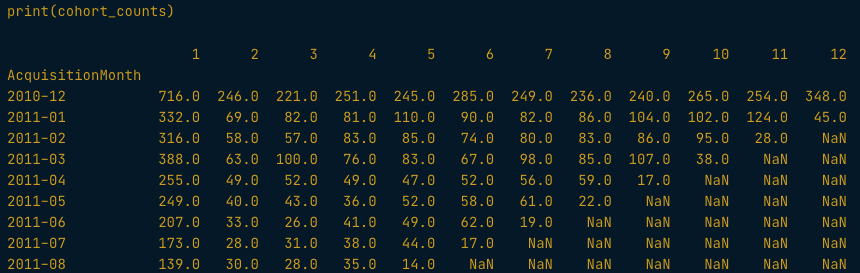 print(cohort_counts)
1 2 3 4 5 6 7 8 9 10 11 12
AcquisitionMonth
2010-12 716.0 246.0 221.0 251.0 245.0 285.0 249.0 236.0 240.0 265.0 254.0 348.0
2011-01 332.0 69.0 82.0 81.0 110.0 90.0 82.0 86.0 104.0 102.0 124.0 45.0
2011-02 316.0 58.0 57.0 83.0 85.0 74.0 80.0 83.0 86.0 95.0 28.0 NaN
2011-03 388.0 63.0 100.0 76.0 83.0 67.0 98.0 85.0 107.0 38.0 NaN NaN
2011-04 255.0 49.0 52.0 49.0 47.0 52.0 56.0 59.0 17.0 NaN NaN NaN
2011-05 249.0 40.0 43.0 36.0 52.0 58.0 61.0 22.0 NaN NaN NaN NaN
2011-06 207.0 33.0 26.0 41.0 49.0 62.0 19.0 NaN NaN NaN NaN NaN
2011-07 173.0 28.0 31.0 38.0 44.0 17.0 NaN NaN NaN NaN NaN NaN
2011-08 139.0 30.0 28.0 35.0 14.0 NaN NaN NaN NaN NaN NaN NaN